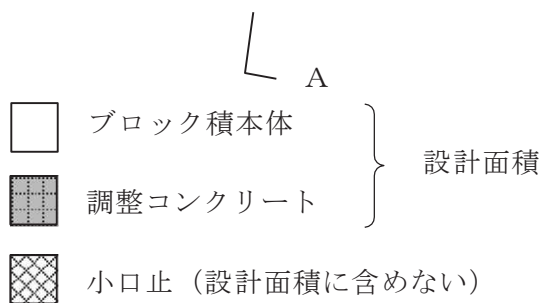 A
ブロック積本体
設計面積
調整コンクリート
小口止（設計面積に含めない）